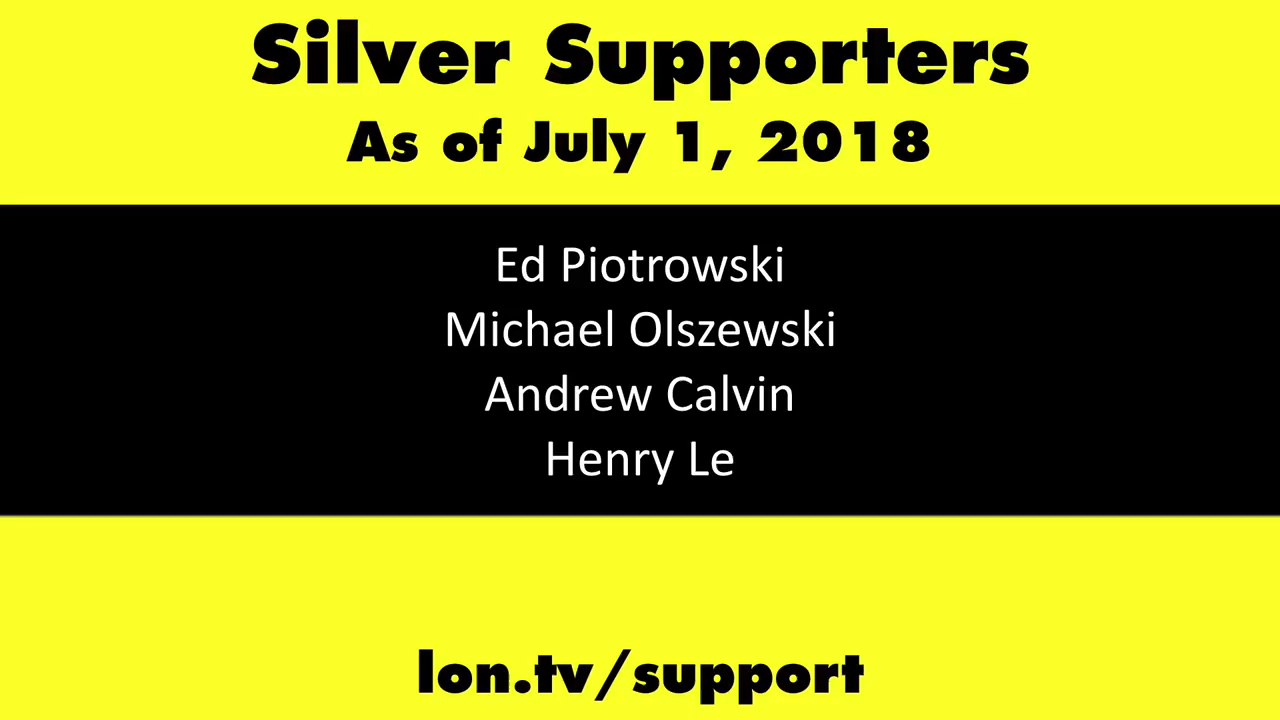 Silver Supporters
As of July 1, 2018
Ed Piotrowski
Michael Olszewski
Andrew Calvin
Henry Le
lon.tv/support